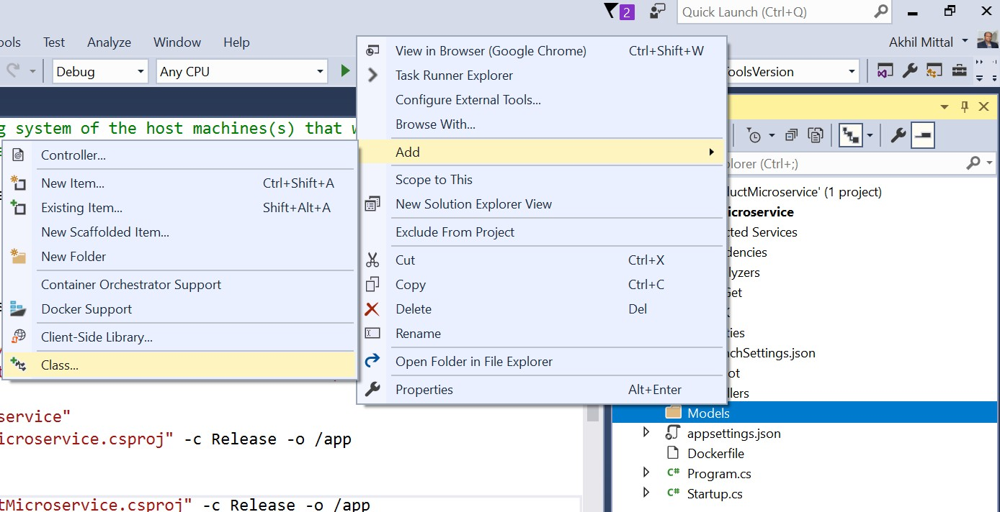 2
Quick Launch (Ctrl+Q)
Test Analyze Window Help
Akhil Mittal
Debug
Any CPU
oolsVersion
View in Browser (Google Chrome) Ctrl+Shift+W
Task Runner Explorer
Configure External Tools...
Browse With...
Add
Scope to This
New Solution Explorer View
Exclude From Project
Cut Ctrl+X
Copy Ctrl+C
Delete Del
Rename
Open Folder in File Explorer
Properties Alt+Enter
g system of the host machines(s) that
Controller...
New Item... Ctrl+Shift+A
Existing Item... Shift+Alt+A
New Scaffolded Item...
New Folder
Container Orchestrator Support
Docker Support
Client-Side Library...
Class...
service"
icroservice.csproj" -c Release -o /app
tMicroservice.csproj" -c Release -o /app
plorer (Ctrl+;)
ductMicroservice' (1 project)
icroservice
cted Services
dencies
lyzers
Get
ties
nchSettings.json
ot
llers
Models
appsettings.json
Dockerfile
C# Program.cs
C# Startup.cs